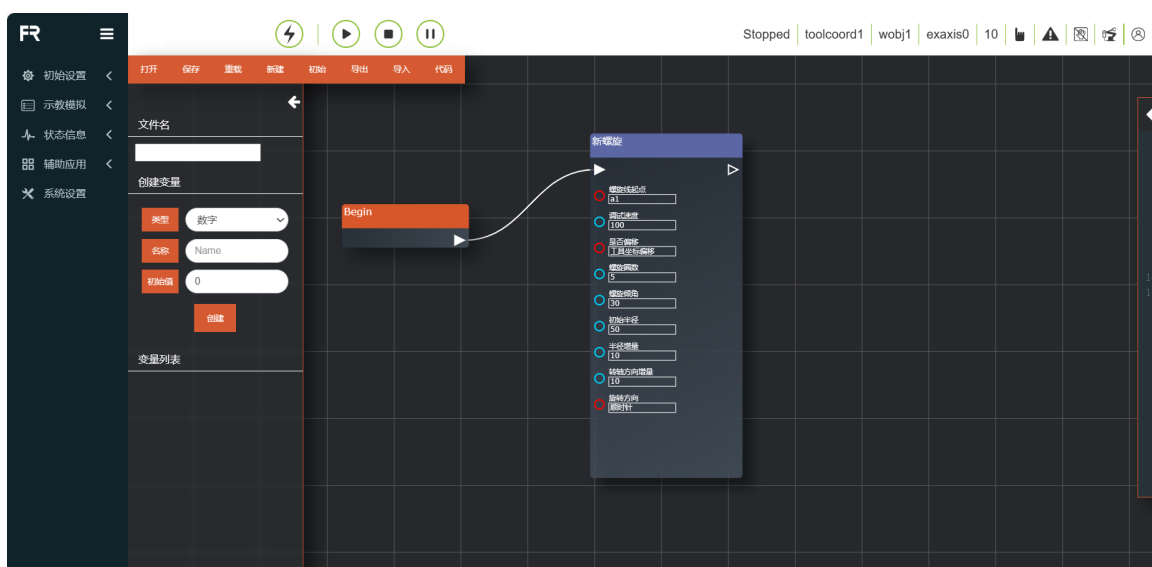 FR
Stopped toolcoord1 wobj1 exaxis0 10
初始设置
示教模拟
状态信息
辅助应用
系统设置
打开 保存 重载 新建 初始 导出 导入 代码
文件名
创建变量
类型 数字
名称 Name
初始值 0
创建
变量列表
Begin
新螺旋
螺旋线起点
a1
调试速度
100
是否偏移
工具坐标偏移
螺旋圈数
5
螺旋倾角
30
初始半径
50
半径增量
10
转轴方向增量
10
旋转方向
顺时针